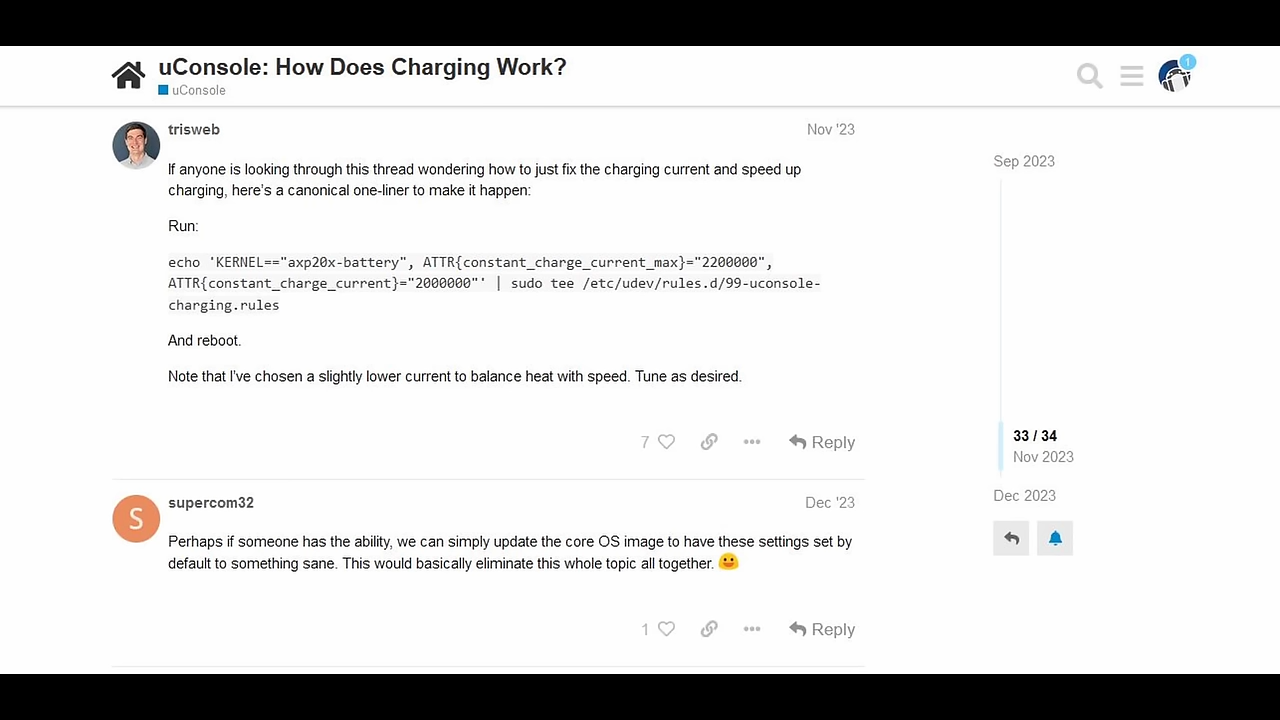 uConsole: How Does Charging Work?
uConsole
1
trisweb
Nov '23
If anyone is looking through this thread wondering how to just fix the charging current and speed up
charging, here's a canonical one-liner to make it happen:
Run:
echo 'KERNEL=="axp20x-battery", ATTR{constant_charge_current_max}="2200000",
ATTR{constant_charge_current}="2000000"' | sudo tee /etc/udev/rules.d/99-uconsole-
charging.rules
And reboot.
Note that I've chosen a slightly lower current to balance heat with speed. Tune as desired.
7
Reply
Sep 2023
33 / 34
Nov 2023
Dec 2023
S
supercom32
Dec '23
Perhaps if someone has the ability, we can simply update the core OS image to have these settings set by
default to something sane. This would basically eliminate this whole topic all together.
1
Reply